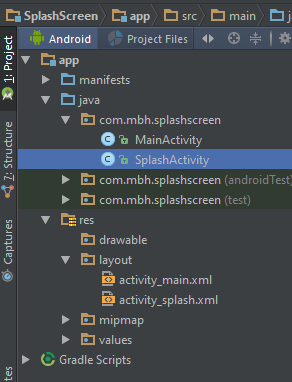 SplashScreen app src main
Android Project Files
1: Project
7: Structure
Captures
app
manifests
java
com.mbh.splashscreen
MainActivity
SplashActivity
com.mbh.splashscreen (androidTest)
com.mbh.splashscreen (test)
res
drawable
layout
activity_main.xml
activity_splash.xml
mipmap
values
Gradle Scripts